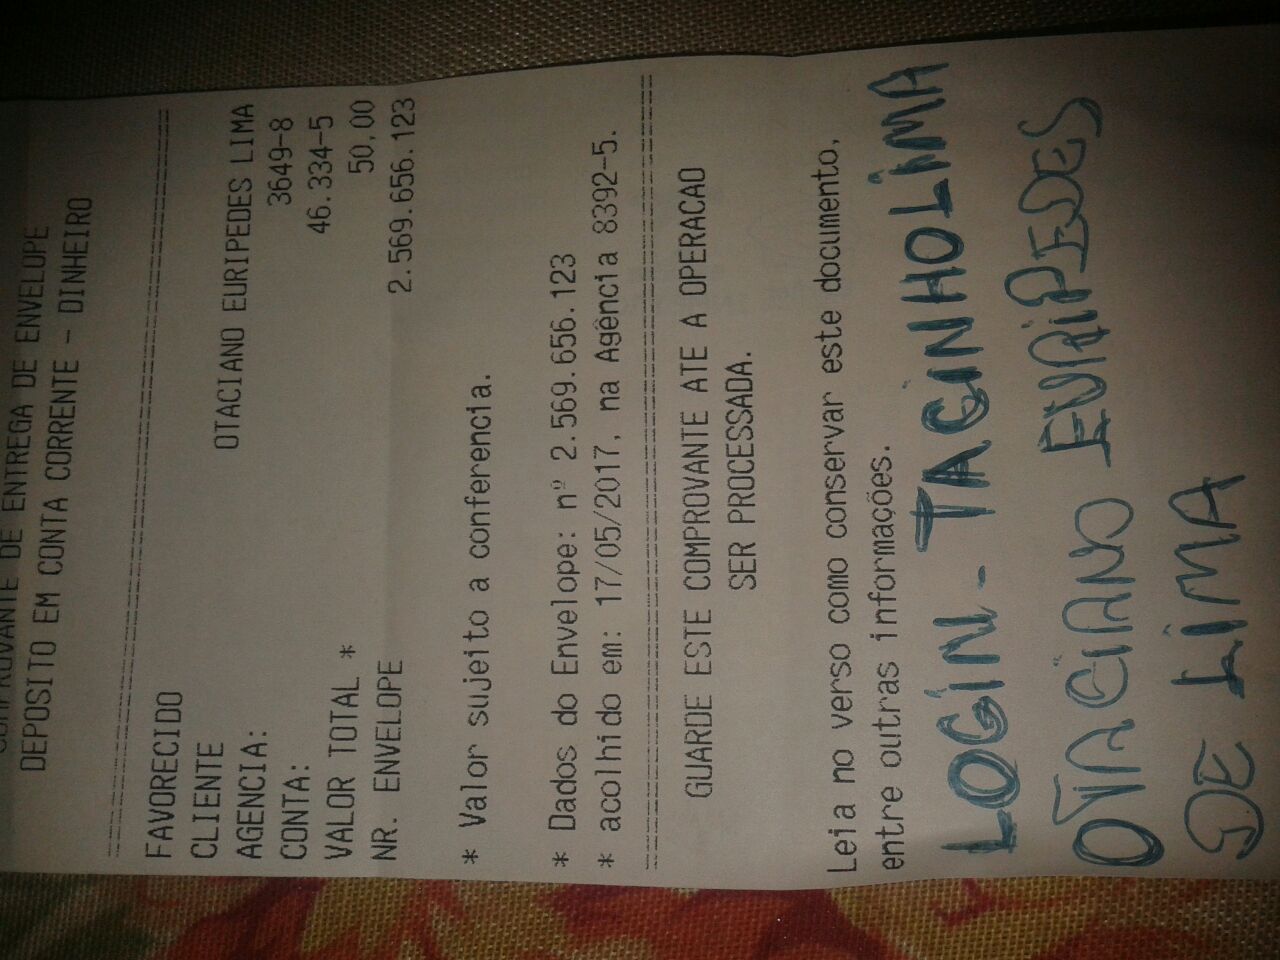 COMPROVANTE DE ENTREGA DE ENVELOPE
DEPOSITO EM CONTA CORRENTE - DINHEIRO
FAVORECIDO
CLIENTE OTACIANO EURIPEDES LIMA
AGENCIA: 3649-8
CONTA: 46.334-5
VALOR TOTAL * 50,00
NR. ENVELOPE 2.569.656.123
* Valor sujeito a conferencia.
* Dados do Envelope: nº 2.569.656.123
* acolhido em: 17/05/2017, na Agência 8392-5.
GUARDE ESTE COMPROVANTE ATE A OPERACAO
SER PROCESSADA.
Leia no verso como conservar este documento,
entre outras informações.
LOGIN - TACINHOLIMA
OTACIANO EURIPEDES
DE LIMA